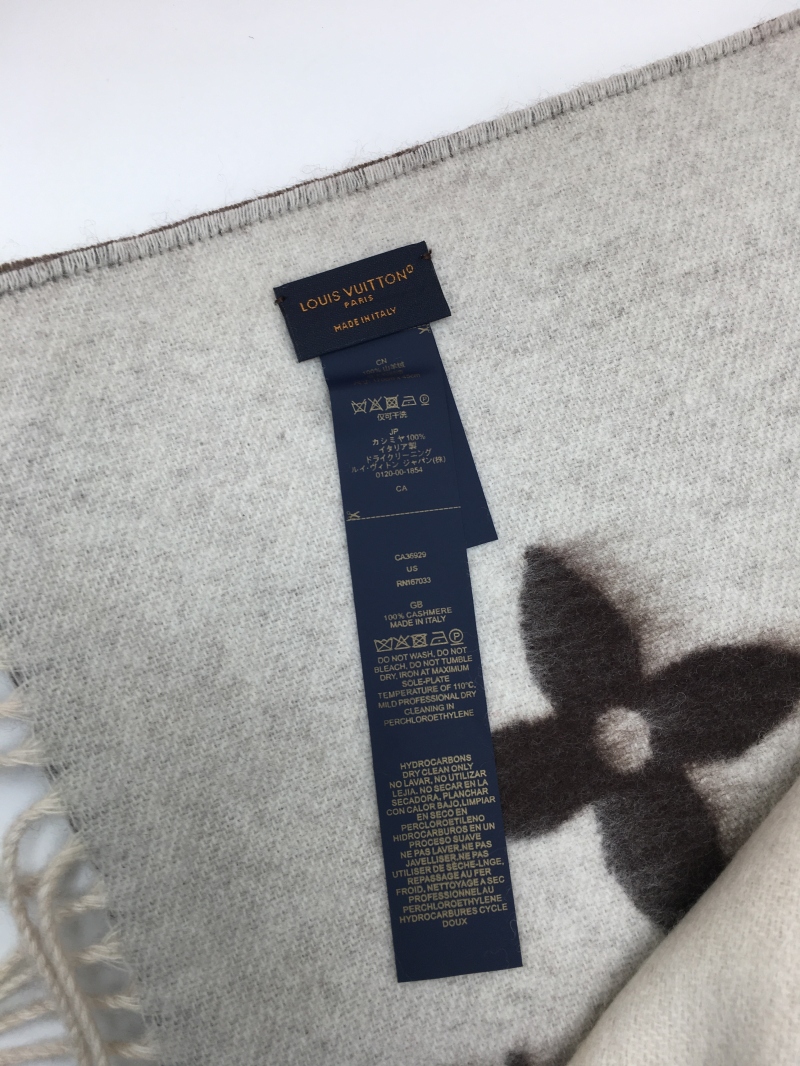 LOUIS VUITTON
PARIS
MADE IN ITALY
CN
100%山羊绒
仅可干洗
JP
カシミヤ100%
イタリア製
ドライクリーニング
ルイ・ヴィトン ジャパン(株)
0120-00-1854
CA
CA36929
US
RN167033
GB
100% CASHMERE
MADE IN ITALY
DO NOT WASH, DO NOT
BLEACH, DO NOT TUMBLE
DRY, IRON AT MAXIMUM
SOLE-PLATE
TEMPERATURE OF 110°C,
MILD PROFESSIONAL DRY
CLEANING IN
PERCHLOROETHYLENE
HYDROCARBONS
DRY CLEAN ONLY
NO LAVAR, NO UTILIZAR
LEJIA, NO SECAR EN LA
SECADORA, PLANCHAR
CON CALOR BAJO,LIMPIAR
EN SECO EN
PERCLOROETILENO
HIDROCARBUROS EN UN
PROCESO SUAVE
NE PAS LAVER,NE PAS
JAVELLISER,NE PAS
UTILISER DE SÈCHE-LNGE.
REPASSAGE AU FER
FROID, NETTOYAGE A SEC
PROFESSIONNEL AU
PERCHLOROETHYLENE
HYDROCARBURES CYCLE
DOUX